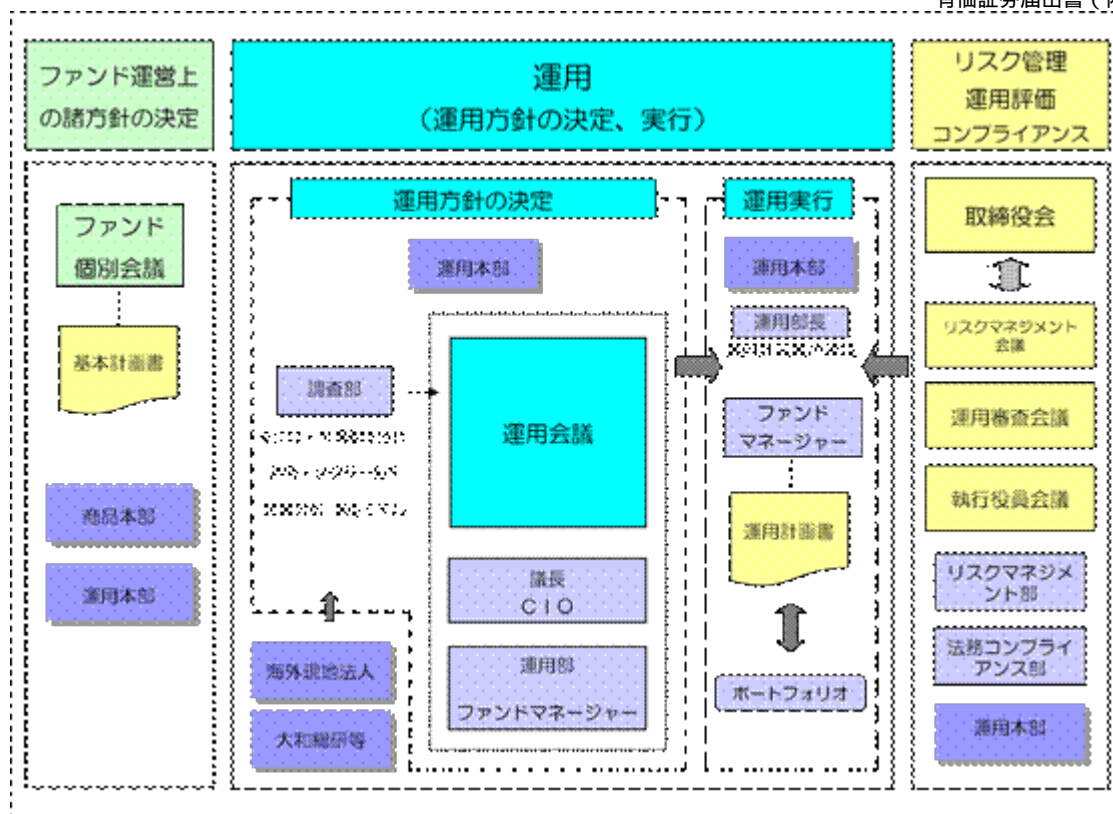 有価証券届出書（
ファンド運営上
の諸方針の決定
運用
（運用方針の決定、実行）
リスク管理
運用評価
コンプライアンス
ファンド
個別会議
基本計画書
商品本部
運用本部
運用方針の決定
運用本部
調査部
運用会議
議長
ＣＩＯ
運用部
ファンドマネージャー
海外現地法人
大和総研等
運用実行
運用本部
運用部長
ファンド
マネージャー
運用計画書
ポートフォリオ
取締役会
リスクマネジメント
会議
運用審査会議
執行役員会議
リスクマネジメ
ント部
法務コンプライ
アンス部
運用本部